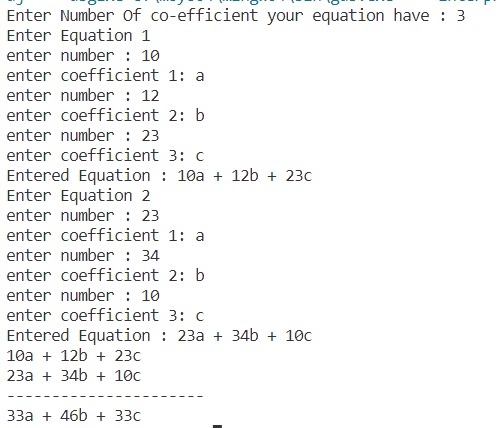 Enter Number Of co-efficient your equation have : 3
Enter Equation 1
enter number : 10
enter coefficient 1: a
enter number : 12
enter coefficient 2: b
enter number : 23
enter coefficient 3: c
Entered Equation : 10a + 12b + 23c
Enter Equation 2
enter number : 23
enter coefficient 1: a
enter number : 34
enter coefficient 2: b
enter number : 10
enter coefficient 3: c
Entered Equation : 23a + 34b + 10c
10a + 12b + 23c
23a + 34b + 10c
----------------------
33a + 46b + 33c